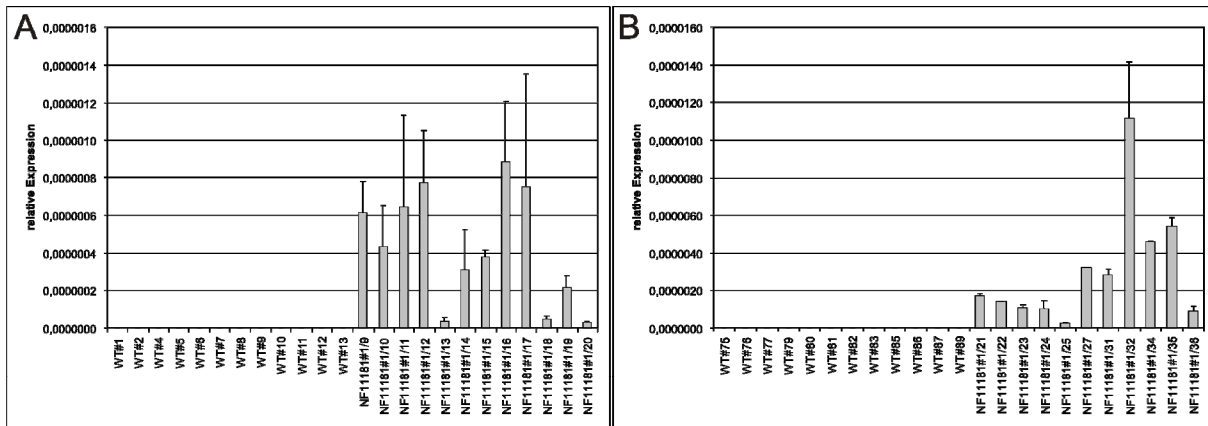 A
relative Expression
0,0000016
0,0000014
0,0000012
0,0000010
0,0000008
0,0000006
0,0000004
0,0000002
0,0000000
WT#1
WT#2
WT#4
WT#5
WT#6
WT#7
WT#8
WT#9
WT#10
WT#11
WT#12
WT#13
NF11181#1/9
NF11181#1/10
NF11181#1/11
NF11181#1/12
NF11181#1/13
NF11181#1/14
NF11181#1/15
NF11181#1/16
NF11181#1/17
NF11181#1/18
NF11181#1/19
NF11181#1/20
B
relative Expression
0,0000160
0,0000140
0,0000120
0,0000100
0,0000080
0,0000060
0,0000040
0,0000020
0,0000000
WT#75
WT#76
WT#77
WT#79
WT#80
WT#81
WT#82
WT#83
WT#85
WT#86
WT#87
WT#89
NF11181#1/21
NF11181#1/22
NF11181#1/23
NF11181#1/24
NF11181#1/25
NF11181#1/27
NF11181#1/31
NF11181#1/32
NF11181#1/34
NF11181#1/35
NF11181#1/38